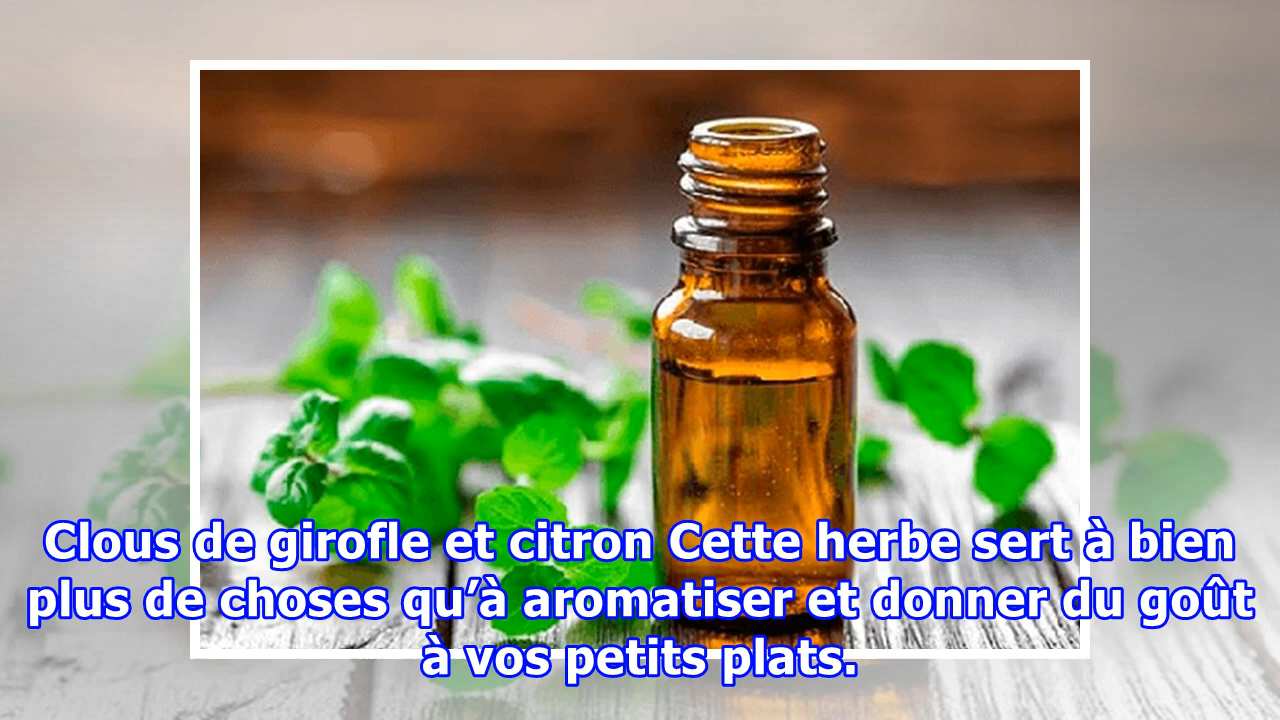 Clous de girofle et citron Cette herbe sert à bien
plus de choses qu’à aromatiser et donner du goût
à vos petits plats.